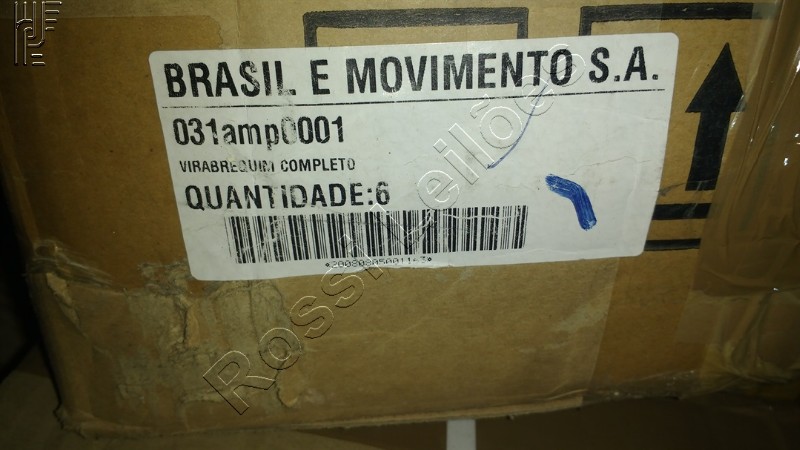 BRASIL E MOVIMENTO S.A.
031amp0001
VIRABREQUIM COMPLETO
QUANTIDADE:6
Rossi Leilões